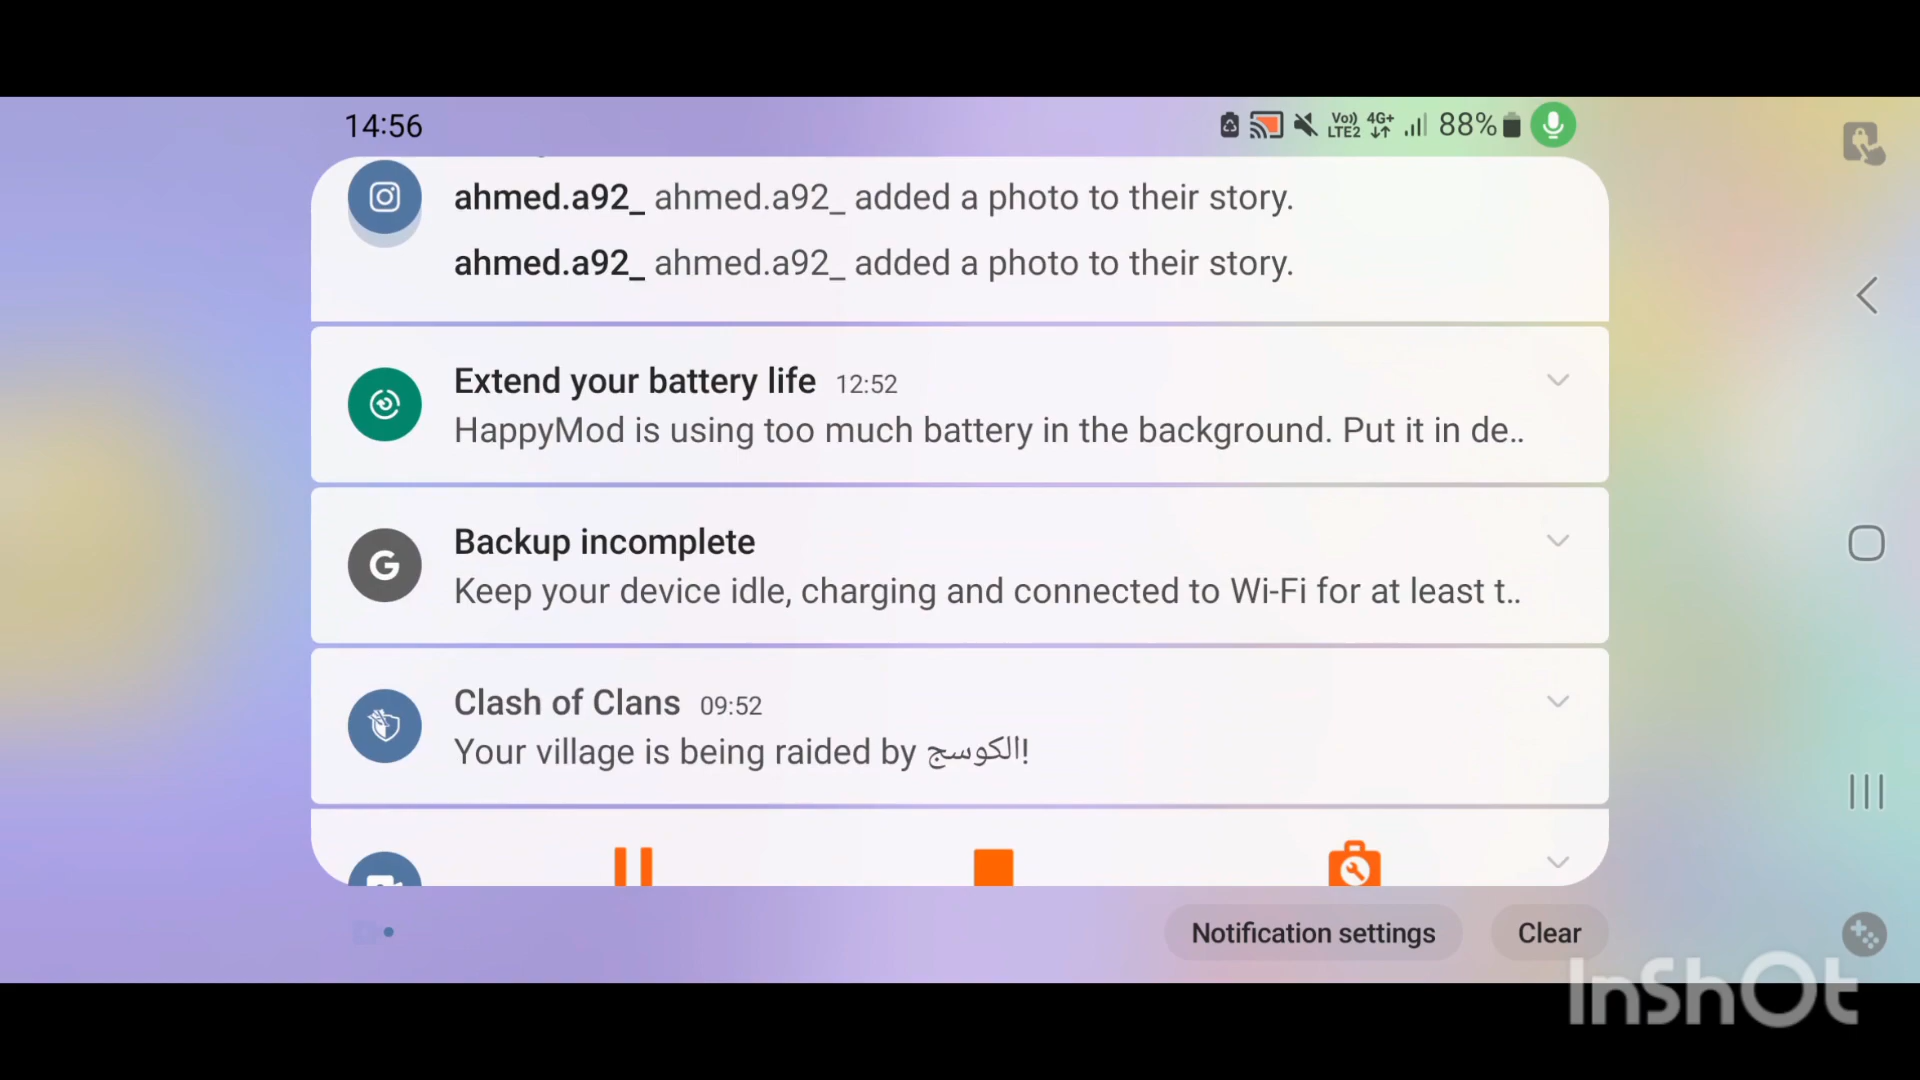 14:56
Vo)) LTE2 4G+ 88%
ahmed.a92_ ahmed.a92_ added a photo to their story.
ahmed.a92_ ahmed.a92_ added a photo to their story.
Extend your battery life 12:52
HappyMod is using too much battery in the background. Put it in de..
G
Backup incomplete
Keep your device idle, charging and connected to Wi-Fi for at least t..
Clash of Clans 09:52
Your village is being raided by الكوسج!
Notification settings
Clear
InShOt